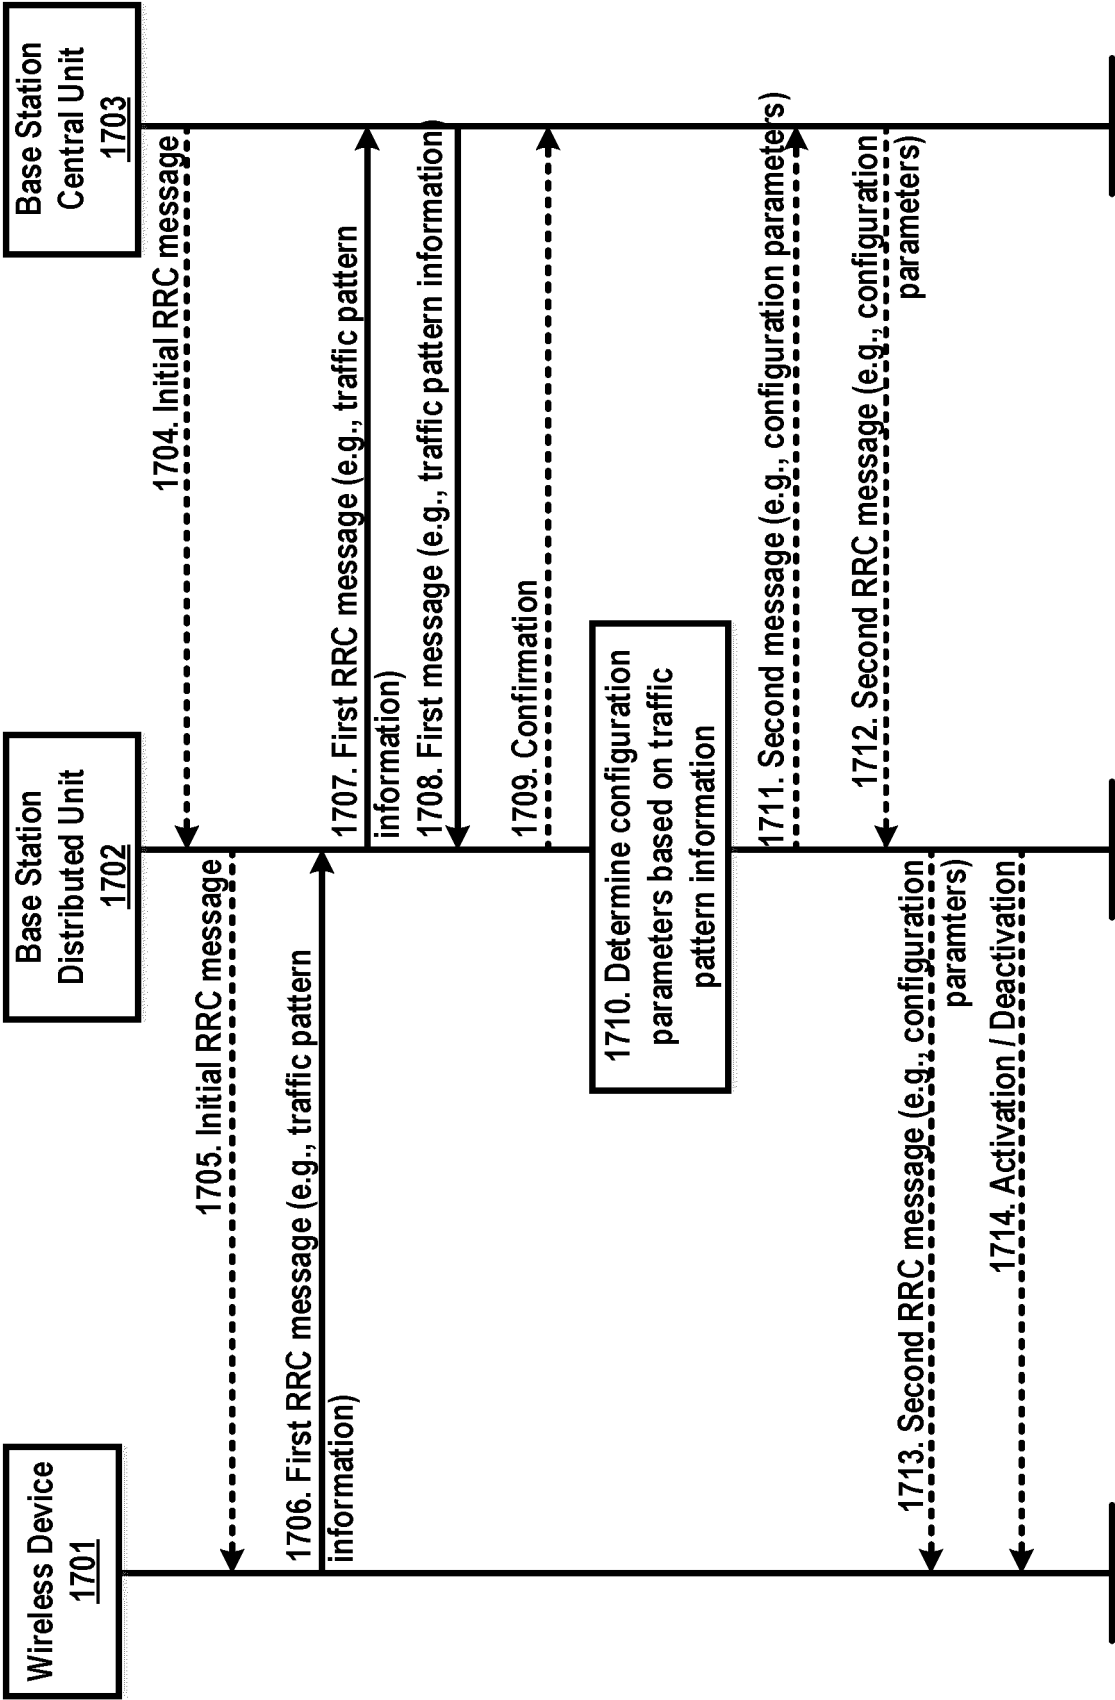 Wireless Device
1701
Base Station
Distributed Unit
1702
Base Station
Central Unit
1703
1704. Initial RRC message
1705. Initial RRC message
1706. First RRC message (e.g., traffic pattern
information)
1707. First RRC message (e.g., traffic pattern
information)
1708. First message (e.g., traffic pattern information)
1709. Confirmation
1710. Determine configuration
parameters based on traffic
pattern information
1711. Second message (e.g., configuration parameters)
1712. Second RRC message (e.g., configuration
parameters)
1713. Second RRC message (e.g., configuration
paramters)
1714. Activation / Deactivation